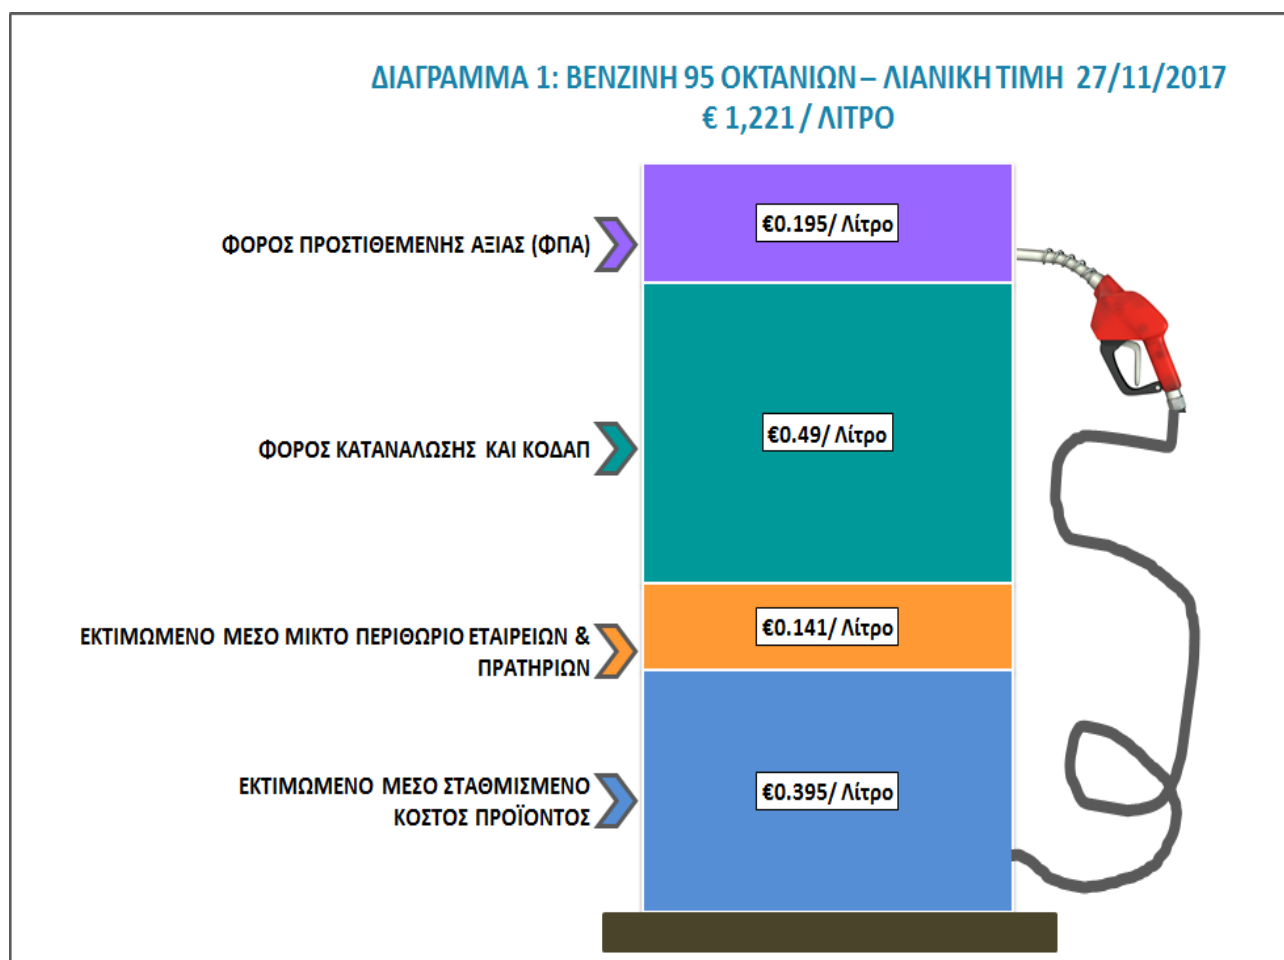 ΔΙΑΓΡΑΜΜΑ 1: ΒΕΝΖΙΝΗ 95 ΟΚΤΑΝΙΩΝ – ΛΙΑΝΙΚΗ ΤΙΜΗ 27/11/2017
€ 1,221 / ΛΙΤΡΟ
ΦΟΡΟΣ ΠΡΟΣΤΙΘΕΜΕΝΗΣ ΑΞΙΑΣ (ΦΠΑ)
€0.195/ Λίτρο
ΦΟΡΟΣ ΚΑΤΑΝΑΛΩΣΗΣ ΚΑΙ ΚΟΔΑΠ
€0.49/ Λίτρο
ΕΚΤΙΜΩΜΕΝΟ ΜΕΣΟ ΜΙΚΤΟ ΠΕΡΙΘΩΡΙΟ ΕΤΑΙΡΕΙΩΝ &
ΠΡΑΤΗΡΙΩΝ
€0.141/ Λίτρο
ΕΚΤΙΜΩΜΕΝΟ ΜΕΣΟ ΣΤΑΘΜΙΣΜΕΝΟ
ΚΟΣΤΟΣ ΠΡΟΪΟΝΤΟΣ
€0.395/ Λίτρο